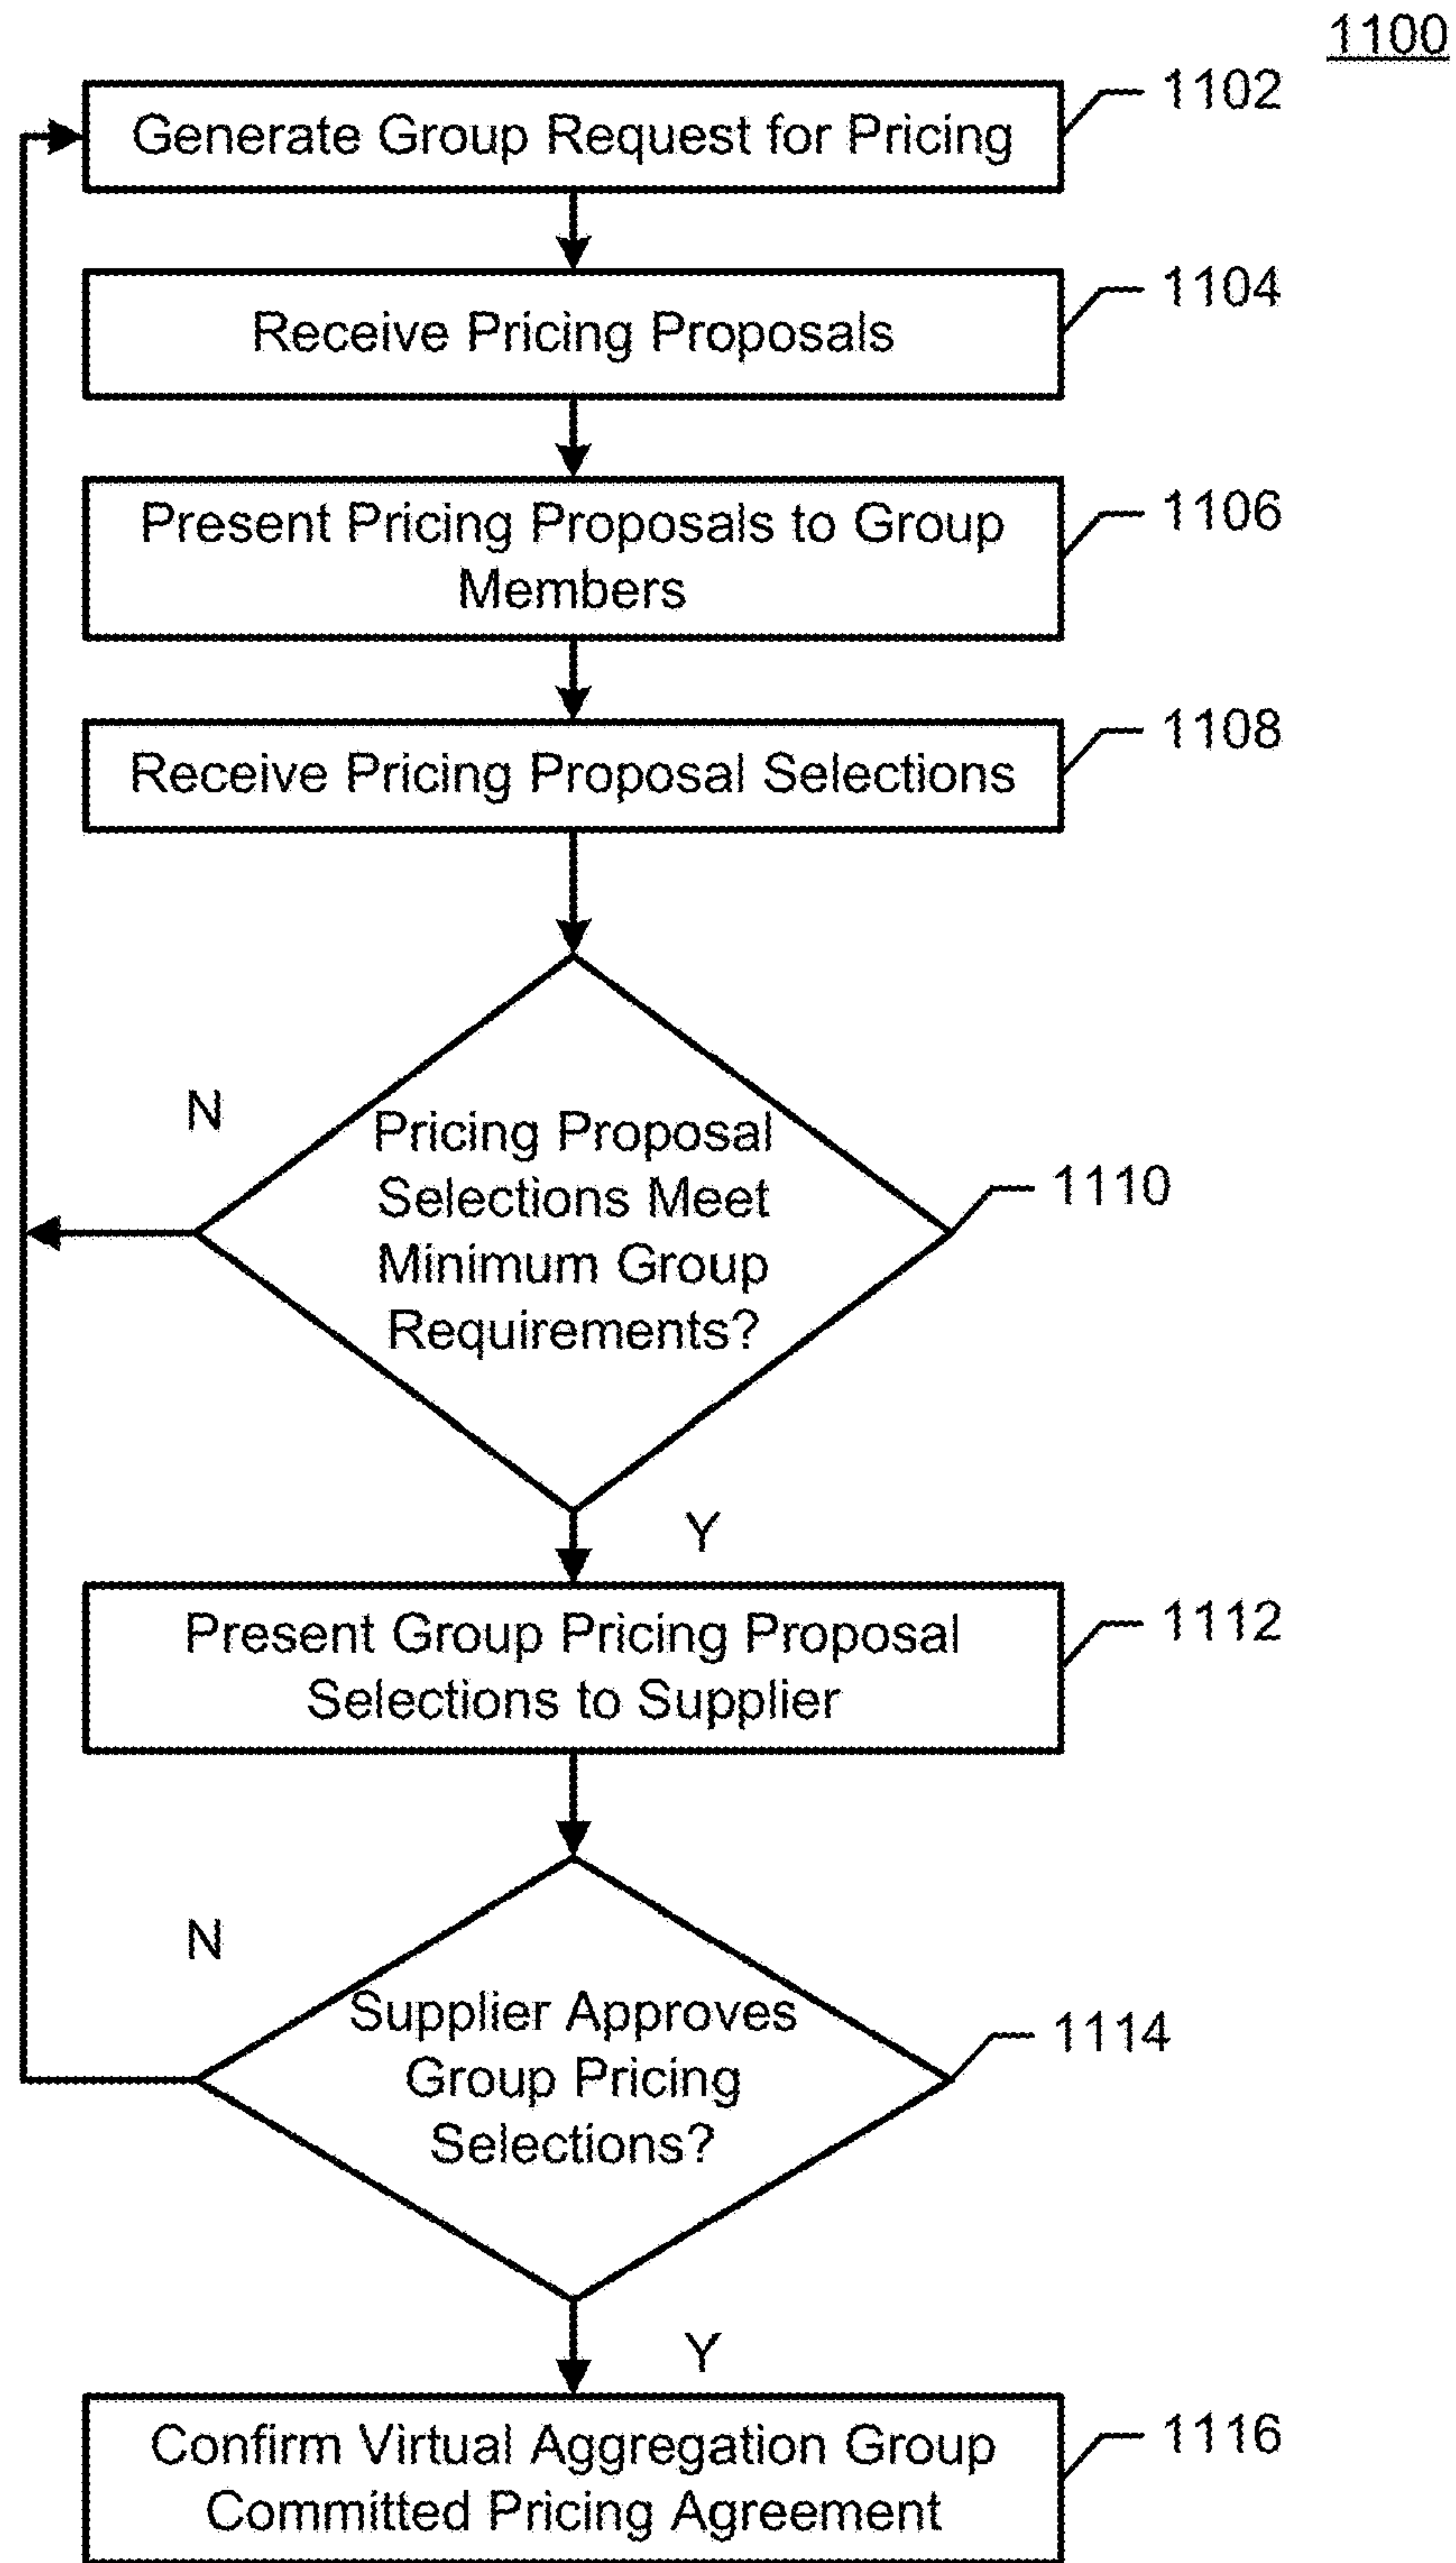 1100
Generate Group Request for Pricing
1102
Receive Pricing Proposals
1104
Present Pricing Proposals to Group
Members
1106
Receive Pricing Proposal Selections
1108
N
Pricing Proposal
Selections Meet
Minimum Group
Requirements?
1110
Y
Present Group Pricing Proposal
Selections to Supplier
1112
N
Supplier Approves
Group Pricing
Selections?
1114
Y
Confirm Virtual Aggregation Group
Committed Pricing Agreement
1116